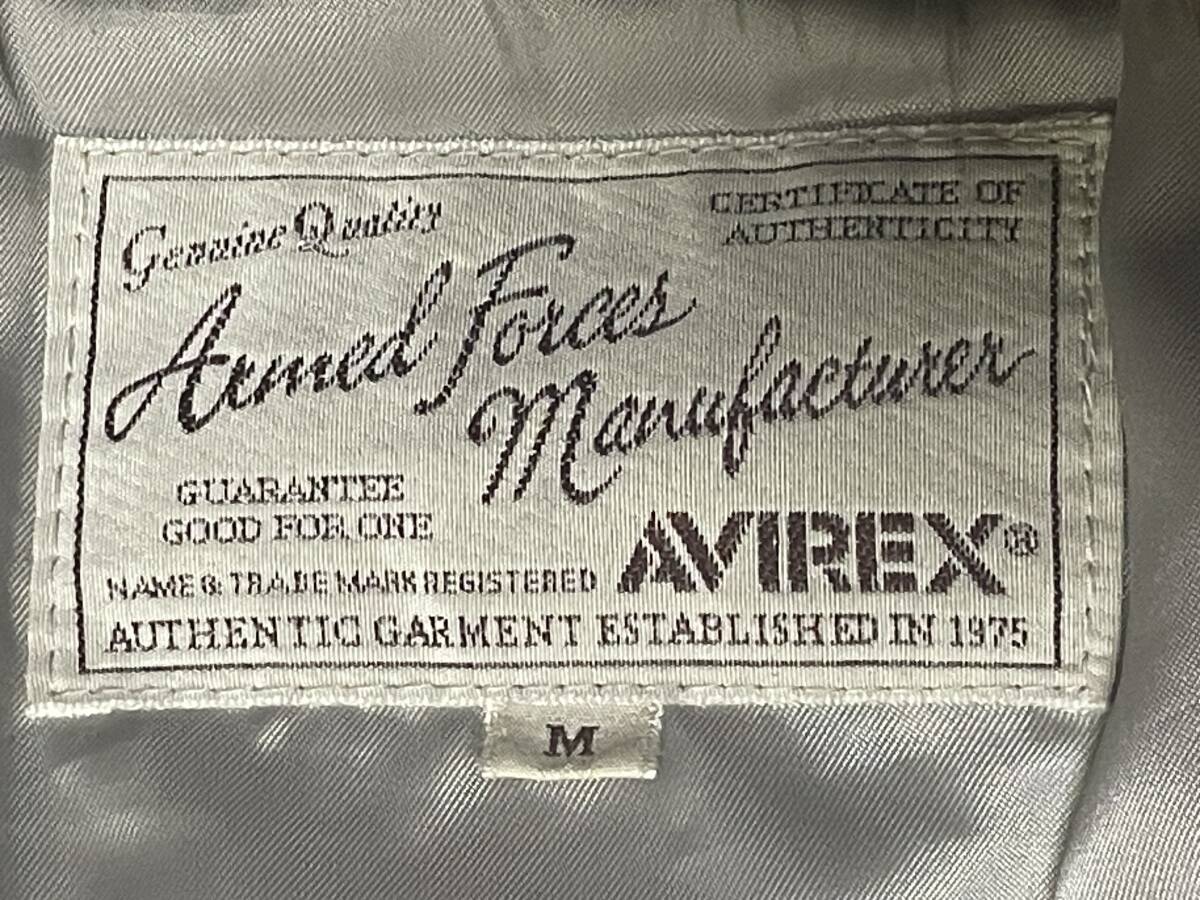 Genuine Quality
CERTIFICATE OF
AUTHENTICITY
Armed Forces
Manufacturer
GUARANTEE
GOOD FOR ONE
AVIREX®
NAME & TRADE MARK REGISTERED
AUTHENTIC GARMENT ESTABLISHED IN 1975
M